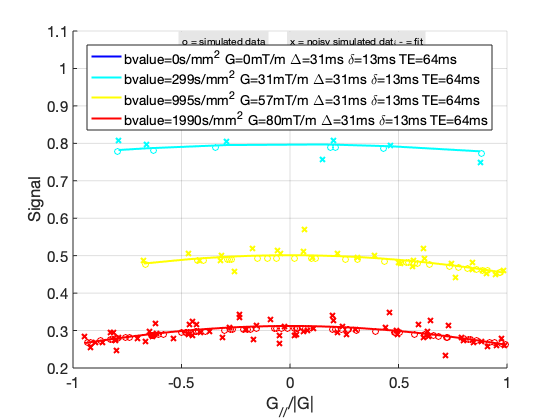 o = simulated data x = noisy simulated data - = fit
bvalue=0s/mm² G=0mT/m Δ=31ms δ=13ms TE=64ms
bvalue=299s/mm² G=31mT/m Δ=31ms δ=13ms TE=64ms
bvalue=995s/mm² G=57mT/m Δ=31ms δ=13ms TE=64ms
bvalue=1990s/mm² G=80mT/m Δ=31ms δ=13ms TE=64ms
1.1
1
0.9
0.8
0.7
0.6
0.5
0.4
0.3
0.2
Signal
-1 -0.5 0 0.5 1
G_{//}/|G|